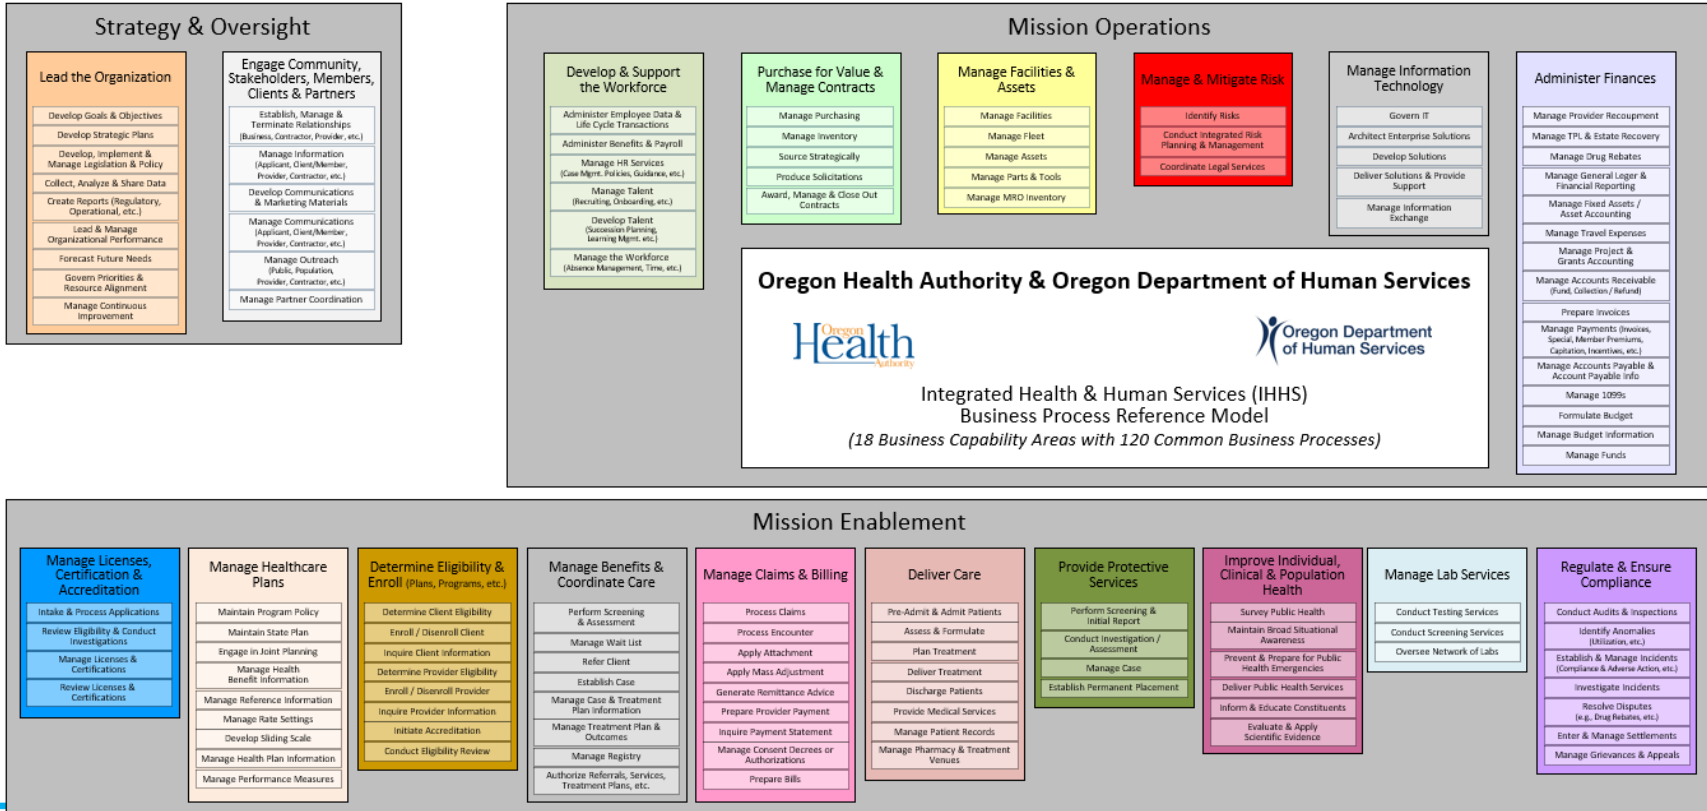 Strategy & Oversight
Lead the Organization
Develop Goals & Objectives
Develop Strategic Plans
Develop, Implement &
Manage Legislation & Policy
Collect, Analyze & Share Data
Create Reports (Regulatory,
Operational, etc.)
Lead & Manage
Organizational Performance
Forecast Future Needs
Govern Priorities &
Resource Alignment
Manage Continuous
Improvement
Engage Community,
Stakeholders, Members,
Clients & Partners
Establish, Manage &
Terminate Relationships
(Business, Contractor, Provider, etc.)
Manage Information
(Applicant, Client/Member,
Provider, Contractor, etc.)
Develop Communications
& Marketing Materials
Manage Communications
(Applicant, Client/Member,
Provider, Contractor, etc.)
Manage Outreach
(Public, Population,
Provider, Contractor, etc.)
Manage Partner Coordination
Mission Operations
Develop & Support
the Workforce
Administer Employee Data &
Life Cycle Transactions
Administer Benefits & Payroll
Manage HR Services
(Case Mgmt. Policies, Guidance, etc.)
Manage Talent
(Recruiting, Onboarding, etc.)
Develop Talent
(Succession Planning,
Learning Mgmt. etc.)
Manage the Workforce
(Absence Management, Time, etc.)
Purchase for Value &
Manage Contracts
Manage Purchasing
Manage Inventory
Source Strategically
Produce Solicitations
Award, Manage & Close Out
Contracts
Manage Facilities &
Assets
Manage Facilities
Manage Fleet
Manage Assets
Manage Parts & Tools
Manage MRO Inventory
Manage & Mitigate Risk
Identify Risks
Conduct Integrated Risk
Planning & Management
Coordinate Legal Services
Manage Information
Technology
Govern IT
Architect Enterprise Solutions
Develop Solutions
Deliver Solutions & Provide
Support
Manage Information
Exchange
Administer Finances
Manage Provider Recoupment
Manage TPL & Estate Recovery
Manage Drug Rebates
Manage General Leger &
Financial Reporting
Manage Fixed Assets /
Asset Accounting
Manage Travel Expenses
Manage Project &
Grants Accounting
Manage Accounts Receivable
(Fund, Collection / Refund)
Prepare Invoices
Manage Payments (Invoices,
Special, Member Premiums,
Capitation, Incentives, etc.)
Manage Accounts Payable &
Account Payable Info
Manage 1099s
Formulate Budget
Manage Budget Information
Manage Funds
Oregon Health Authority & Oregon Department of Human Services
Oregon
Health
Authority
Oregon Department
of Human Services
Integrated Health & Human Services (IHHS)
Business Process Reference Model
(18 Business Capability Areas with 120 Common Business Processes)
Mission Enablement
Manage Licenses,
Certification &
Accreditation
Intake & Process Applications
Review Eligibility & Conduct
Investigations
Manage Licenses &
Certifications
Review Licenses &
Certifications
Manage Healthcare
Plans
Maintain Program Policy
Maintain State Plan
Engage in Joint Planning
Manage Health
Benefit Information
Manage Reference Information
Manage Rate Settings
Develop Sliding Scale
Manage Health Plan Information
Manage Performance Measures
Determine Eligibility &
Enroll (Plans, Programs, etc.)
Determine Client Eligibility
Enroll / Disenroll Client
Inquire Client Information
Determine Provider Eligibility
Enroll / Disenroll Provider
Inquire Provider Information
Initiate Accreditation
Conduct Eligibility Review
Manage Benefits &
Coordinate Care
Perform Screening
& Assessment
Manage Wait List
Refer Client
Establish Case
Manage Case & Treatment
Plan Information
Manage Treatment Plan &
Outcomes
Manage Registry
Authorize Referrals, Services,
Treatment Plans, etc.
Manage Claims & Billing
Process Claims
Process Encounter
Apply Attachment
Apply Mass Adjustment
Generate Remittance Advice
Prepare Provider Payment
Inquire Payment Statement
Manage Consent Decrees or
Authorizations
Prepare Bills
Deliver Care
Pre-Admit & Admit Patients
Assess & Formulate
Plan Treatment
Deliver Treatment
Discharge Patients
Provide Medical Services
Manage Patient Records
Manage Pharmacy & Treatment
Venues
Provide Protective
Services
Perform Screening &
Initial Report
Conduct Investigation /
Assessment
Manage Case
Establish Permanent Placement
Improve Individual,
Clinical & Population
Health
Survey Public Health
Maintain Broad Situational
Awareness
Prevent & Prepare for Public
Health Emergencies
Deliver Public Health Services
Inform & Educate Constituents
Evaluate & Apply
Scientific Evidence
Manage Lab Services
Conduct Testing Services
Conduct Screening Services
Oversee Network of Labs
Regulate & Ensure
Compliance
Conduct Audits & Inspections
Identify Anomalies
(Utilization, etc.)
Establish & Manage Incidents
(Compliance & Adverse Action, etc.)
Investigate Incidents
Resolve Disputes
(e.g., Drug Rebates, etc.)
Enter & Manage Settlements
Manage Grievances & Appeals